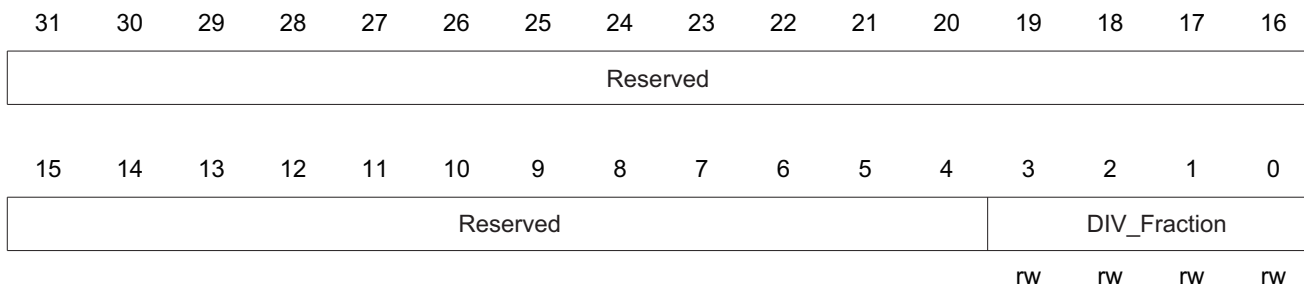 31 30 29 28 27 26 25 24 23 22 21 20 19 18 17 16
Reserved
15 14 13 12 11 10 9 8 7 6 5 4 3 2 1 0
Reserved DIV_Fraction
rw rw rw rw